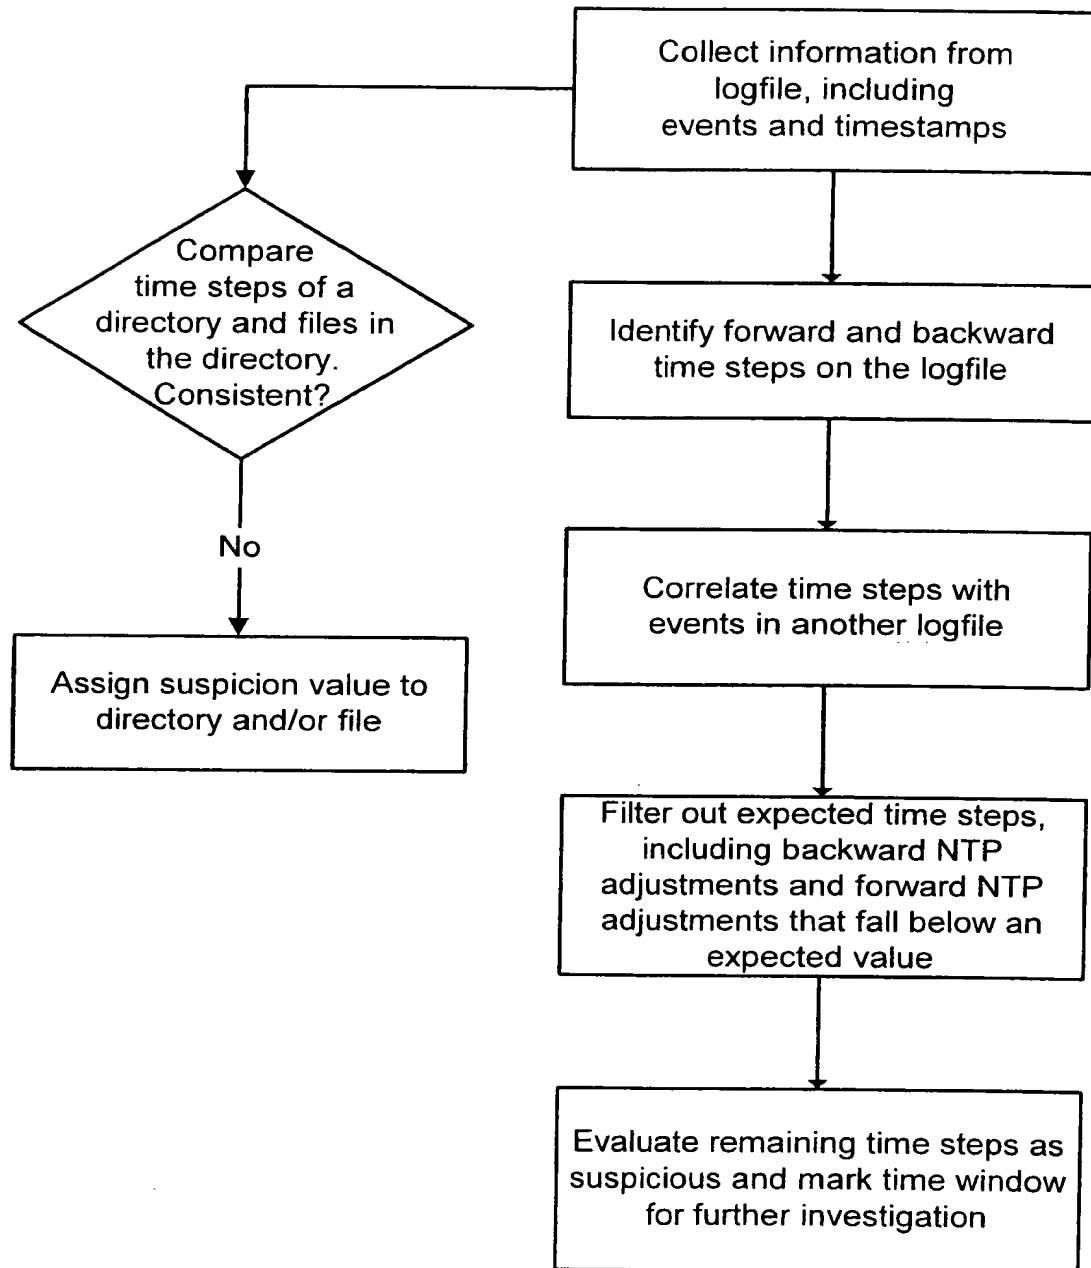 Collect information from
logfile, including
events and timestamps
Compare
time steps of a
directory and files in
the directory.
Consistent?
No
Assign suspicion value to
directory and/or file
Identify forward and backward
time steps on the logfile
Correlate time steps with
events in another logfile
Filter out expected time steps,
including backward NTP
adjustments and forward NTP
adjustments that fall below an
expected value
Evaluate remaining time steps as
suspicious and mark time window
for further investigation